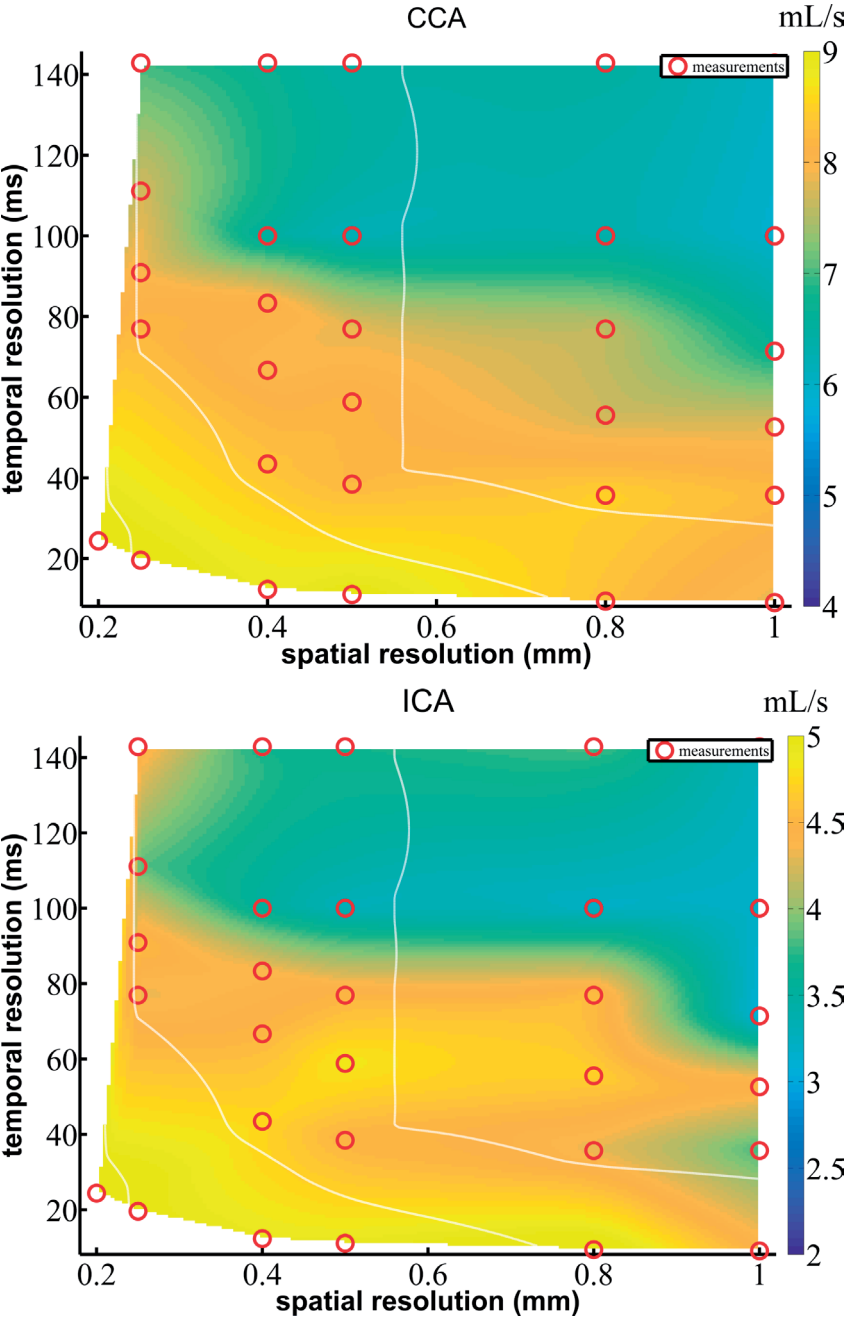 CCA
mL/s
measurements
temporal resolution (ms)
140
120
100
80
60
40
20
0.2 0.4 0.6 0.8 1
spatial resolution (mm)
9
8
7
6
5
4
ICA
mL/s
measurements
temporal resolution (ms)
140
120
100
80
60
40
20
0.2 0.4 0.6 0.8 1
spatial resolution (mm)
5
4.5
4
3.5
3
2.5
2